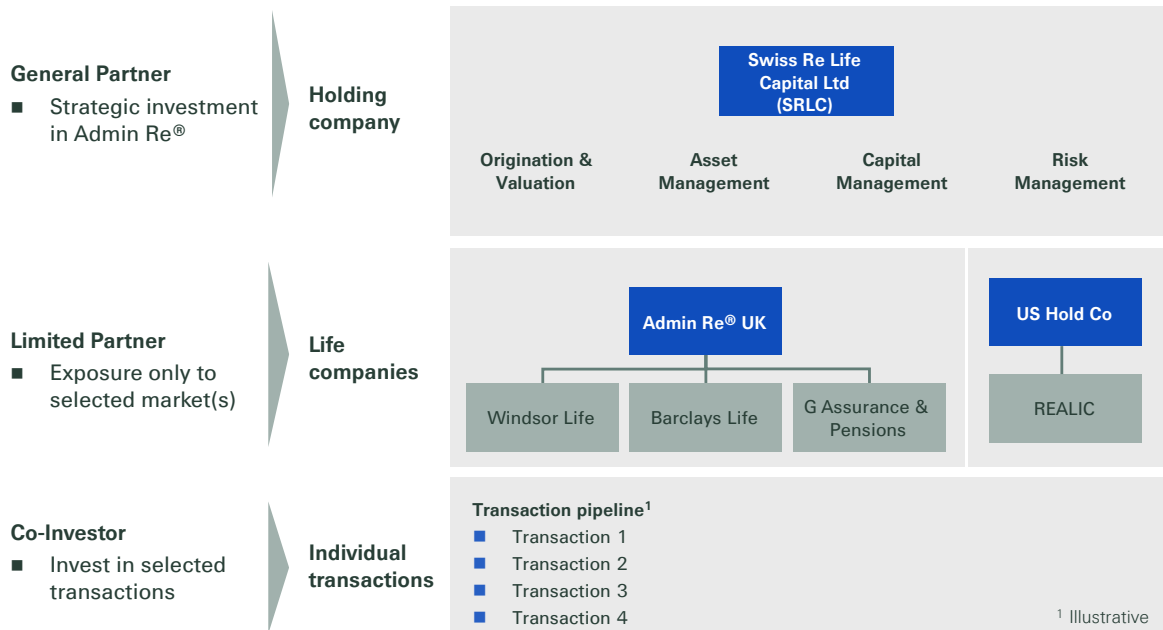 General Partner
■ Strategic investment
in Admin Re®
Holding
company
Swiss Re Life
Capital Ltd
(SRLC)
Origination &
Valuation
Asset
Management
Capital
Management
Risk
Management
Limited Partner
■ Exposure only to
selected market(s)
Life
companies
Admin Re® UK
Windsor Life
Barclays Life
G Assurance &
Pensions
US Hold Co
REALIC
Co-Investor
■ Invest in selected
transactions
Individual
transactions
Transaction pipeline¹
■ Transaction 1
■ Transaction 2
■ Transaction 3
■ Transaction 4
¹ Illustrative